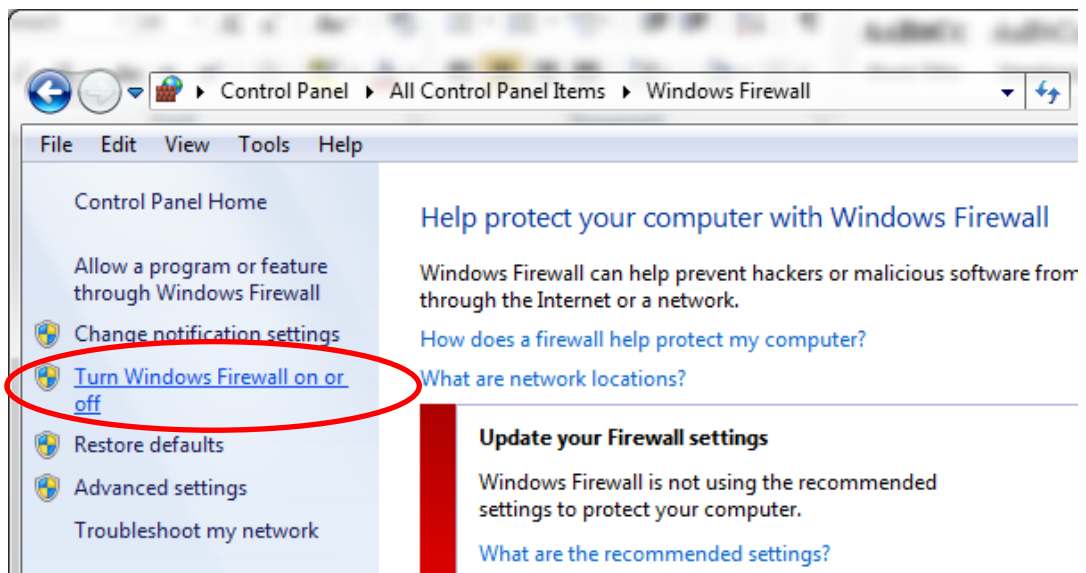 Control Panel ▸ All Control Panel Items ▸ Windows Firewall
File Edit View Tools Help
Control Panel Home
Allow a program or feature
through Windows Firewall
Change notification settings
Turn Windows Firewall on or
off
Restore defaults
Advanced settings
Troubleshoot my network
Help protect your computer with Windows Firewall
Windows Firewall can help prevent hackers or malicious software from
through the Internet or a network.
How does a firewall help protect my computer?
What are network locations?
Update your Firewall settings
Windows Firewall is not using the recommended
settings to protect your computer.
What are the recommended settings?